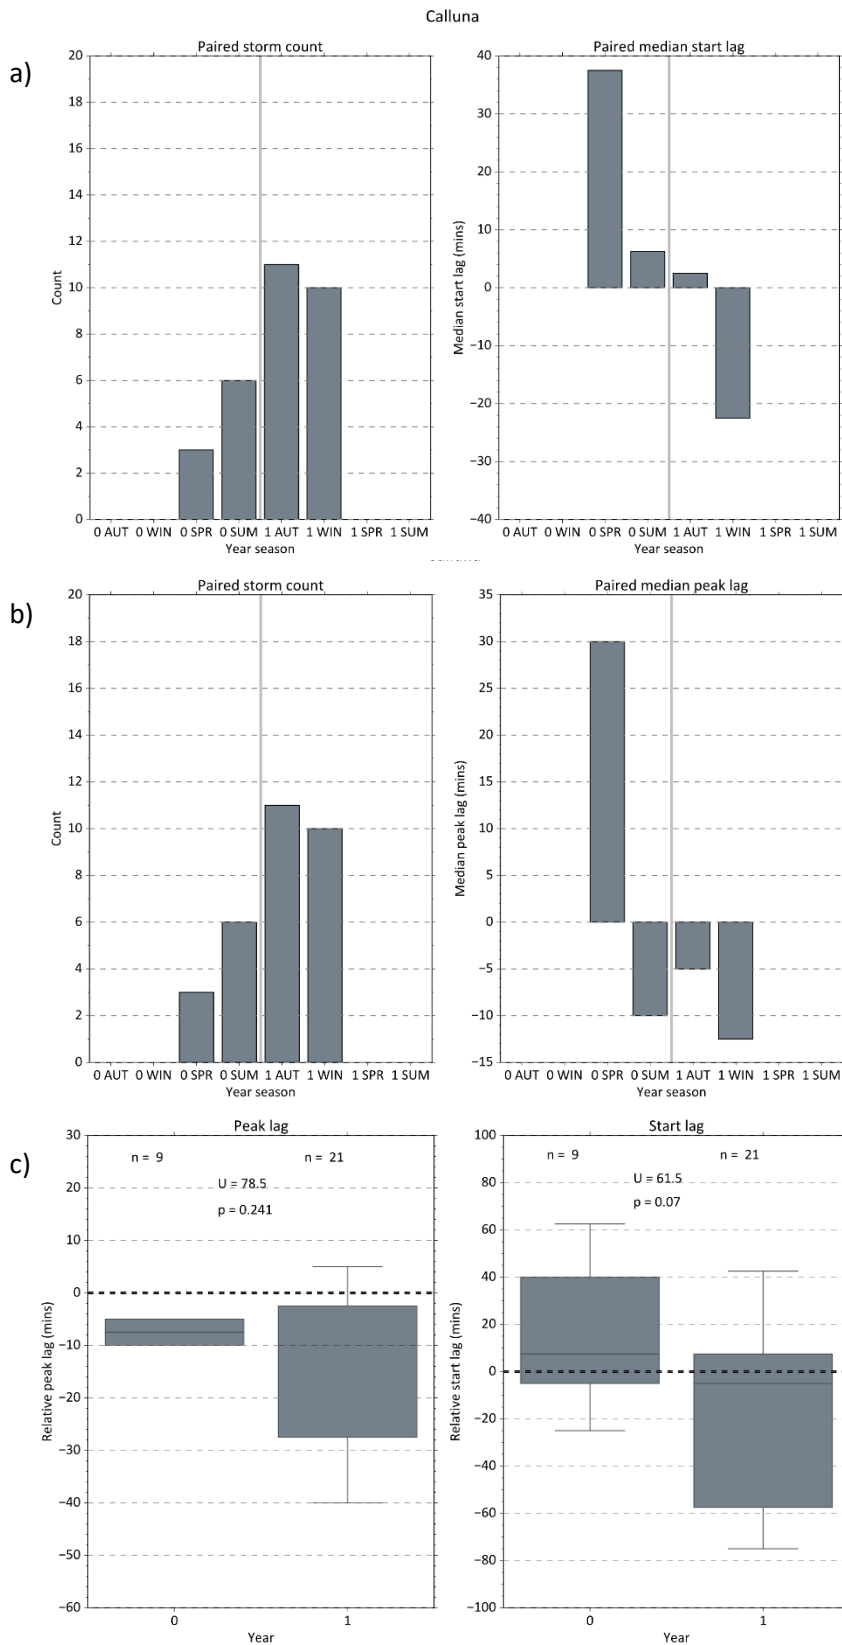 Calluna
a)
Paired storm count
20
18
16
14
12
10
8
6
4
2
0
Count
0 AUT 0 WIN 0 SPR 0 SUM 1 AUT 1 WIN 1 SPR 1 SUM
Year season
Paired median start lag
40
30
20
10
0
−10
−20
−30
−40
Median start lag (mins)
0 AUT 0 WIN 0 SPR 0 SUM 1 AUT 1 WIN 1 SPR 1 SUM
Year season
b)
Paired storm count
20
18
16
14
12
10
8
6
4
2
0
Count
0 AUT 0 WIN 0 SPR 0 SUM 1 AUT 1 WIN 1 SPR 1 SUM
Year season
Paired median peak lag
35
30
25
20
15
10
5
0
−5
−10
−15
Median peak lag (mins)
0 AUT 0 WIN 0 SPR 0 SUM 1 AUT 1 WIN 1 SPR 1 SUM
Year season
c)
Peak lag
30
20
10
0
−10
−20
−30
−40
−50
−60
Relative peak lag (mins)
n = 9 n = 21
U = 78.5
p = 0.241
0 1
Year
Start lag
100
80
60
40
20
0
−20
−40
−60
−80
−100
Relative start lag (mins)
n = 9 n = 21
U = 61.5
p = 0.07
0 1
Year